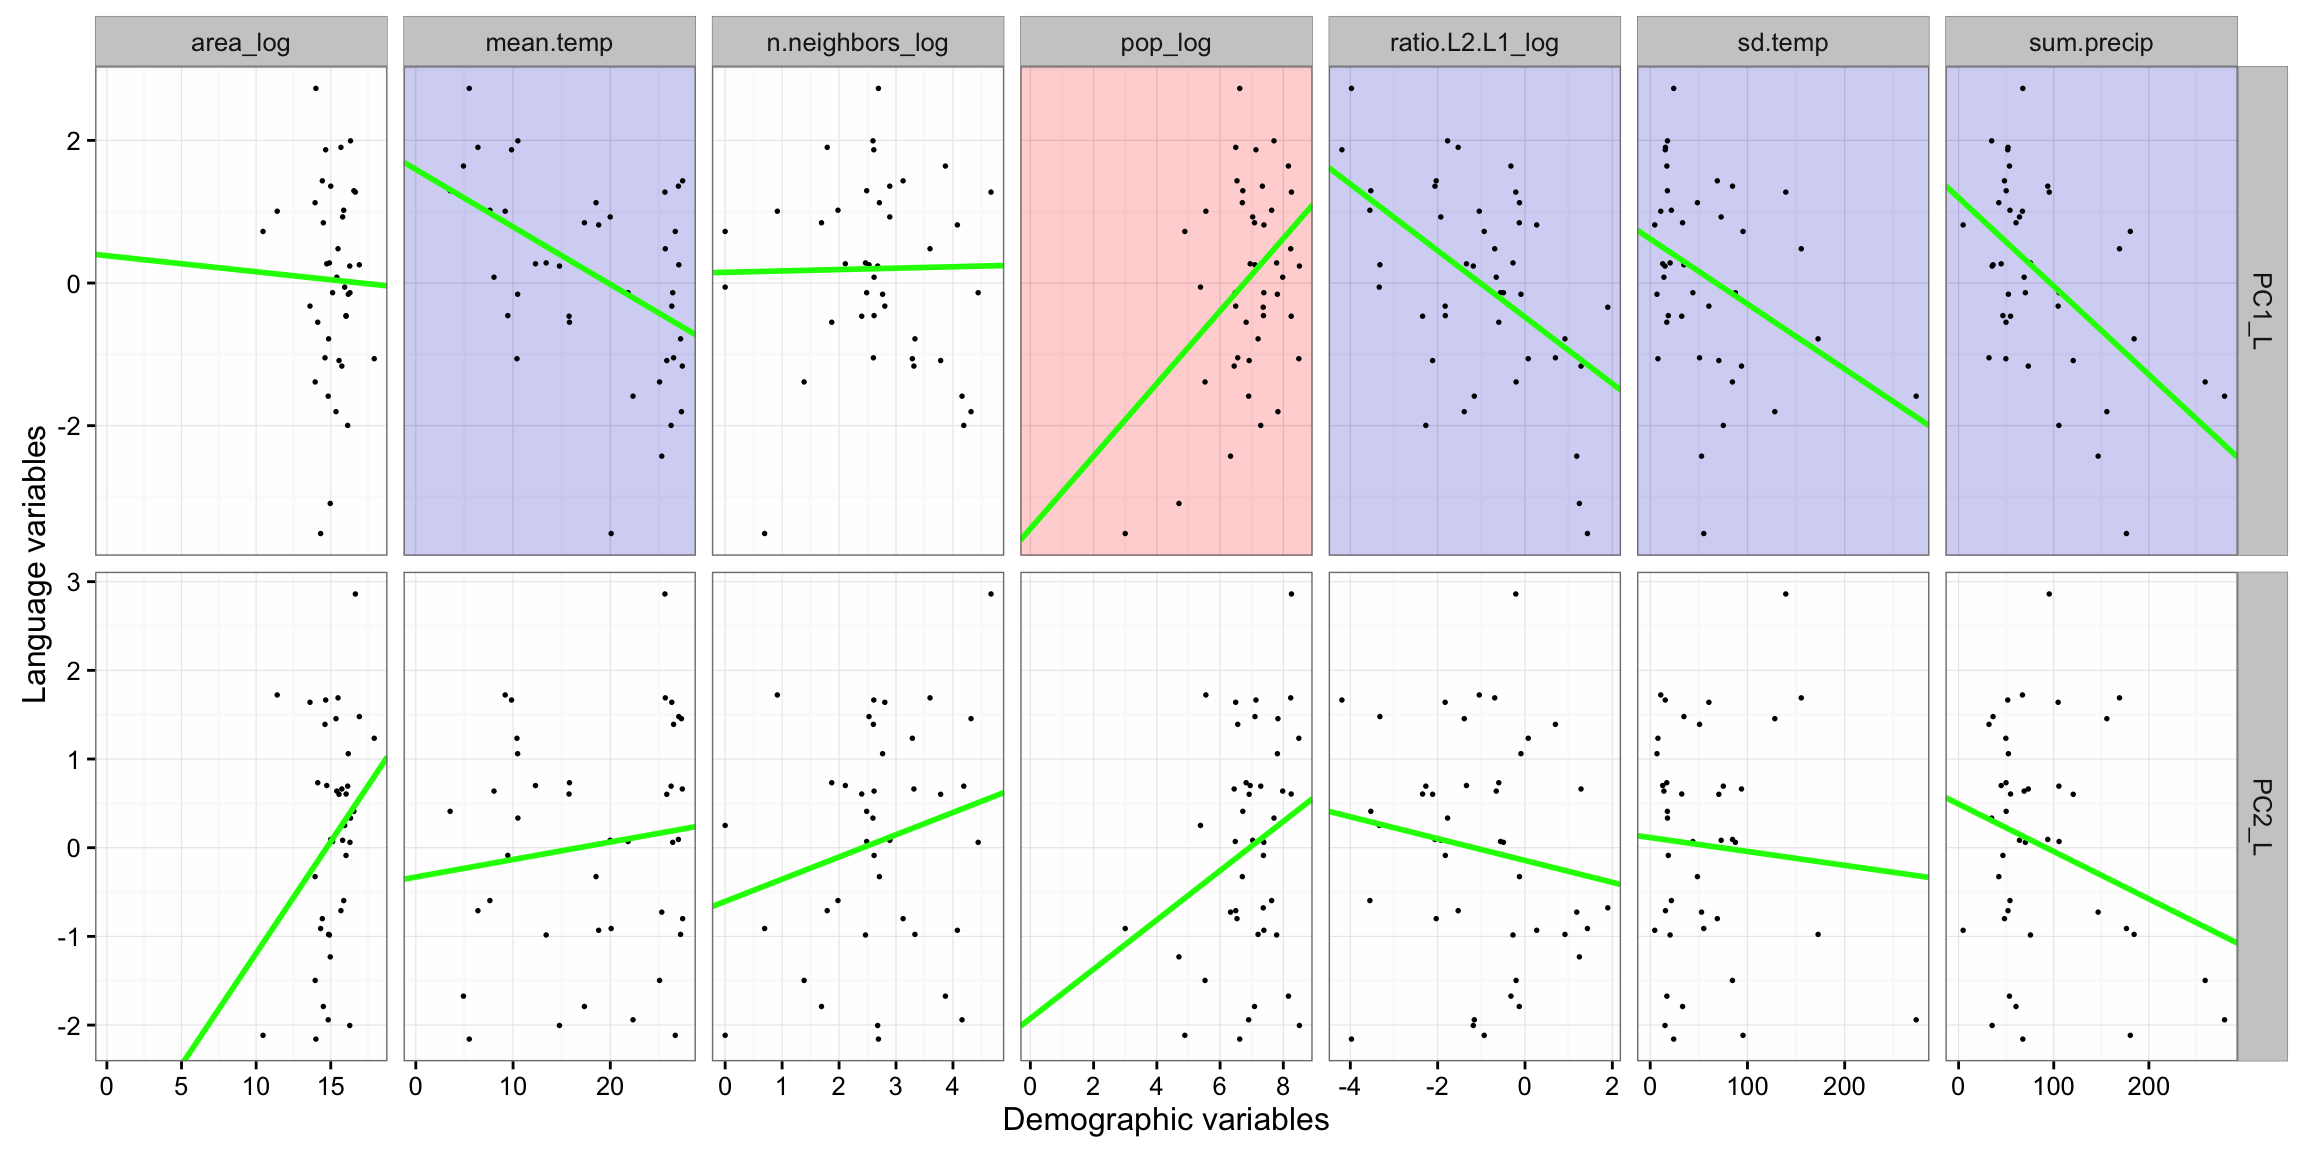 area_log mean.temp n.neighbors_log pop_log ratio.L2.L1_log sd.temp sum.precip
2
0
-2
PC1_L
3
2
1
0
-1
-2
PC2_L
Language variables
0 5 10 15 0 10 20 0 1 2 3 4 0 2 4 6 8 -4 -2 0 2 0 100 200 0 100 200
Demographic variables